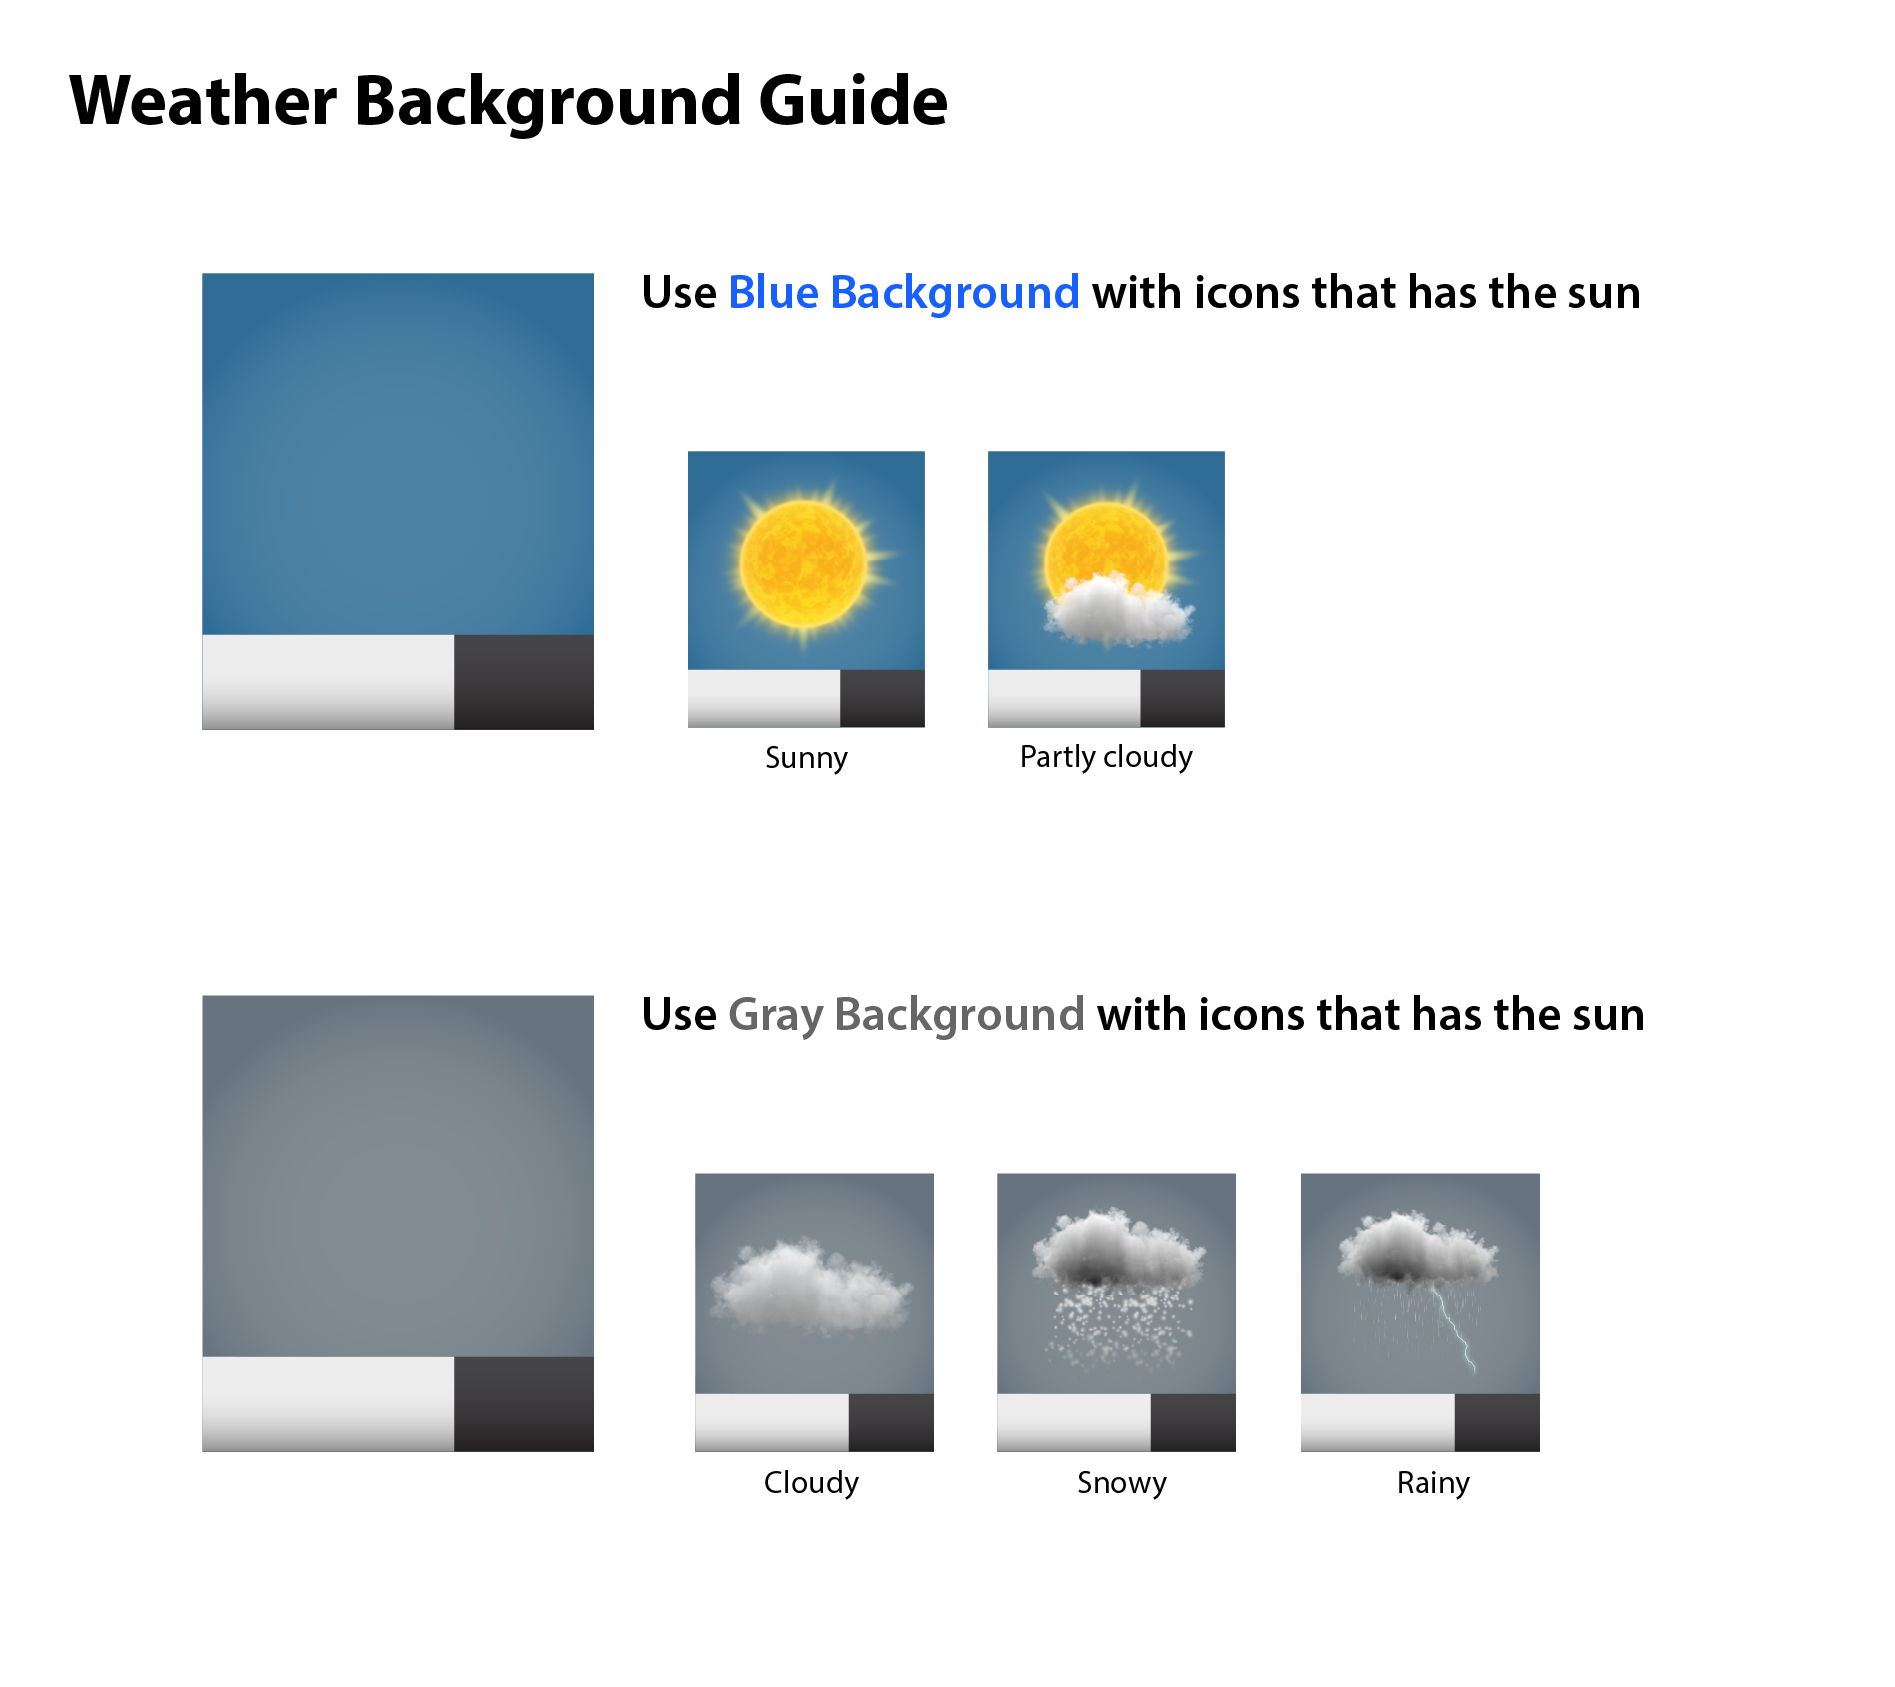 Weather Background Guide
Use Blue Background with icons that has the sun
Sunny
Partly cloudy
Use Gray Background with icons that has the sun
Cloudy
Snowy
Rainy